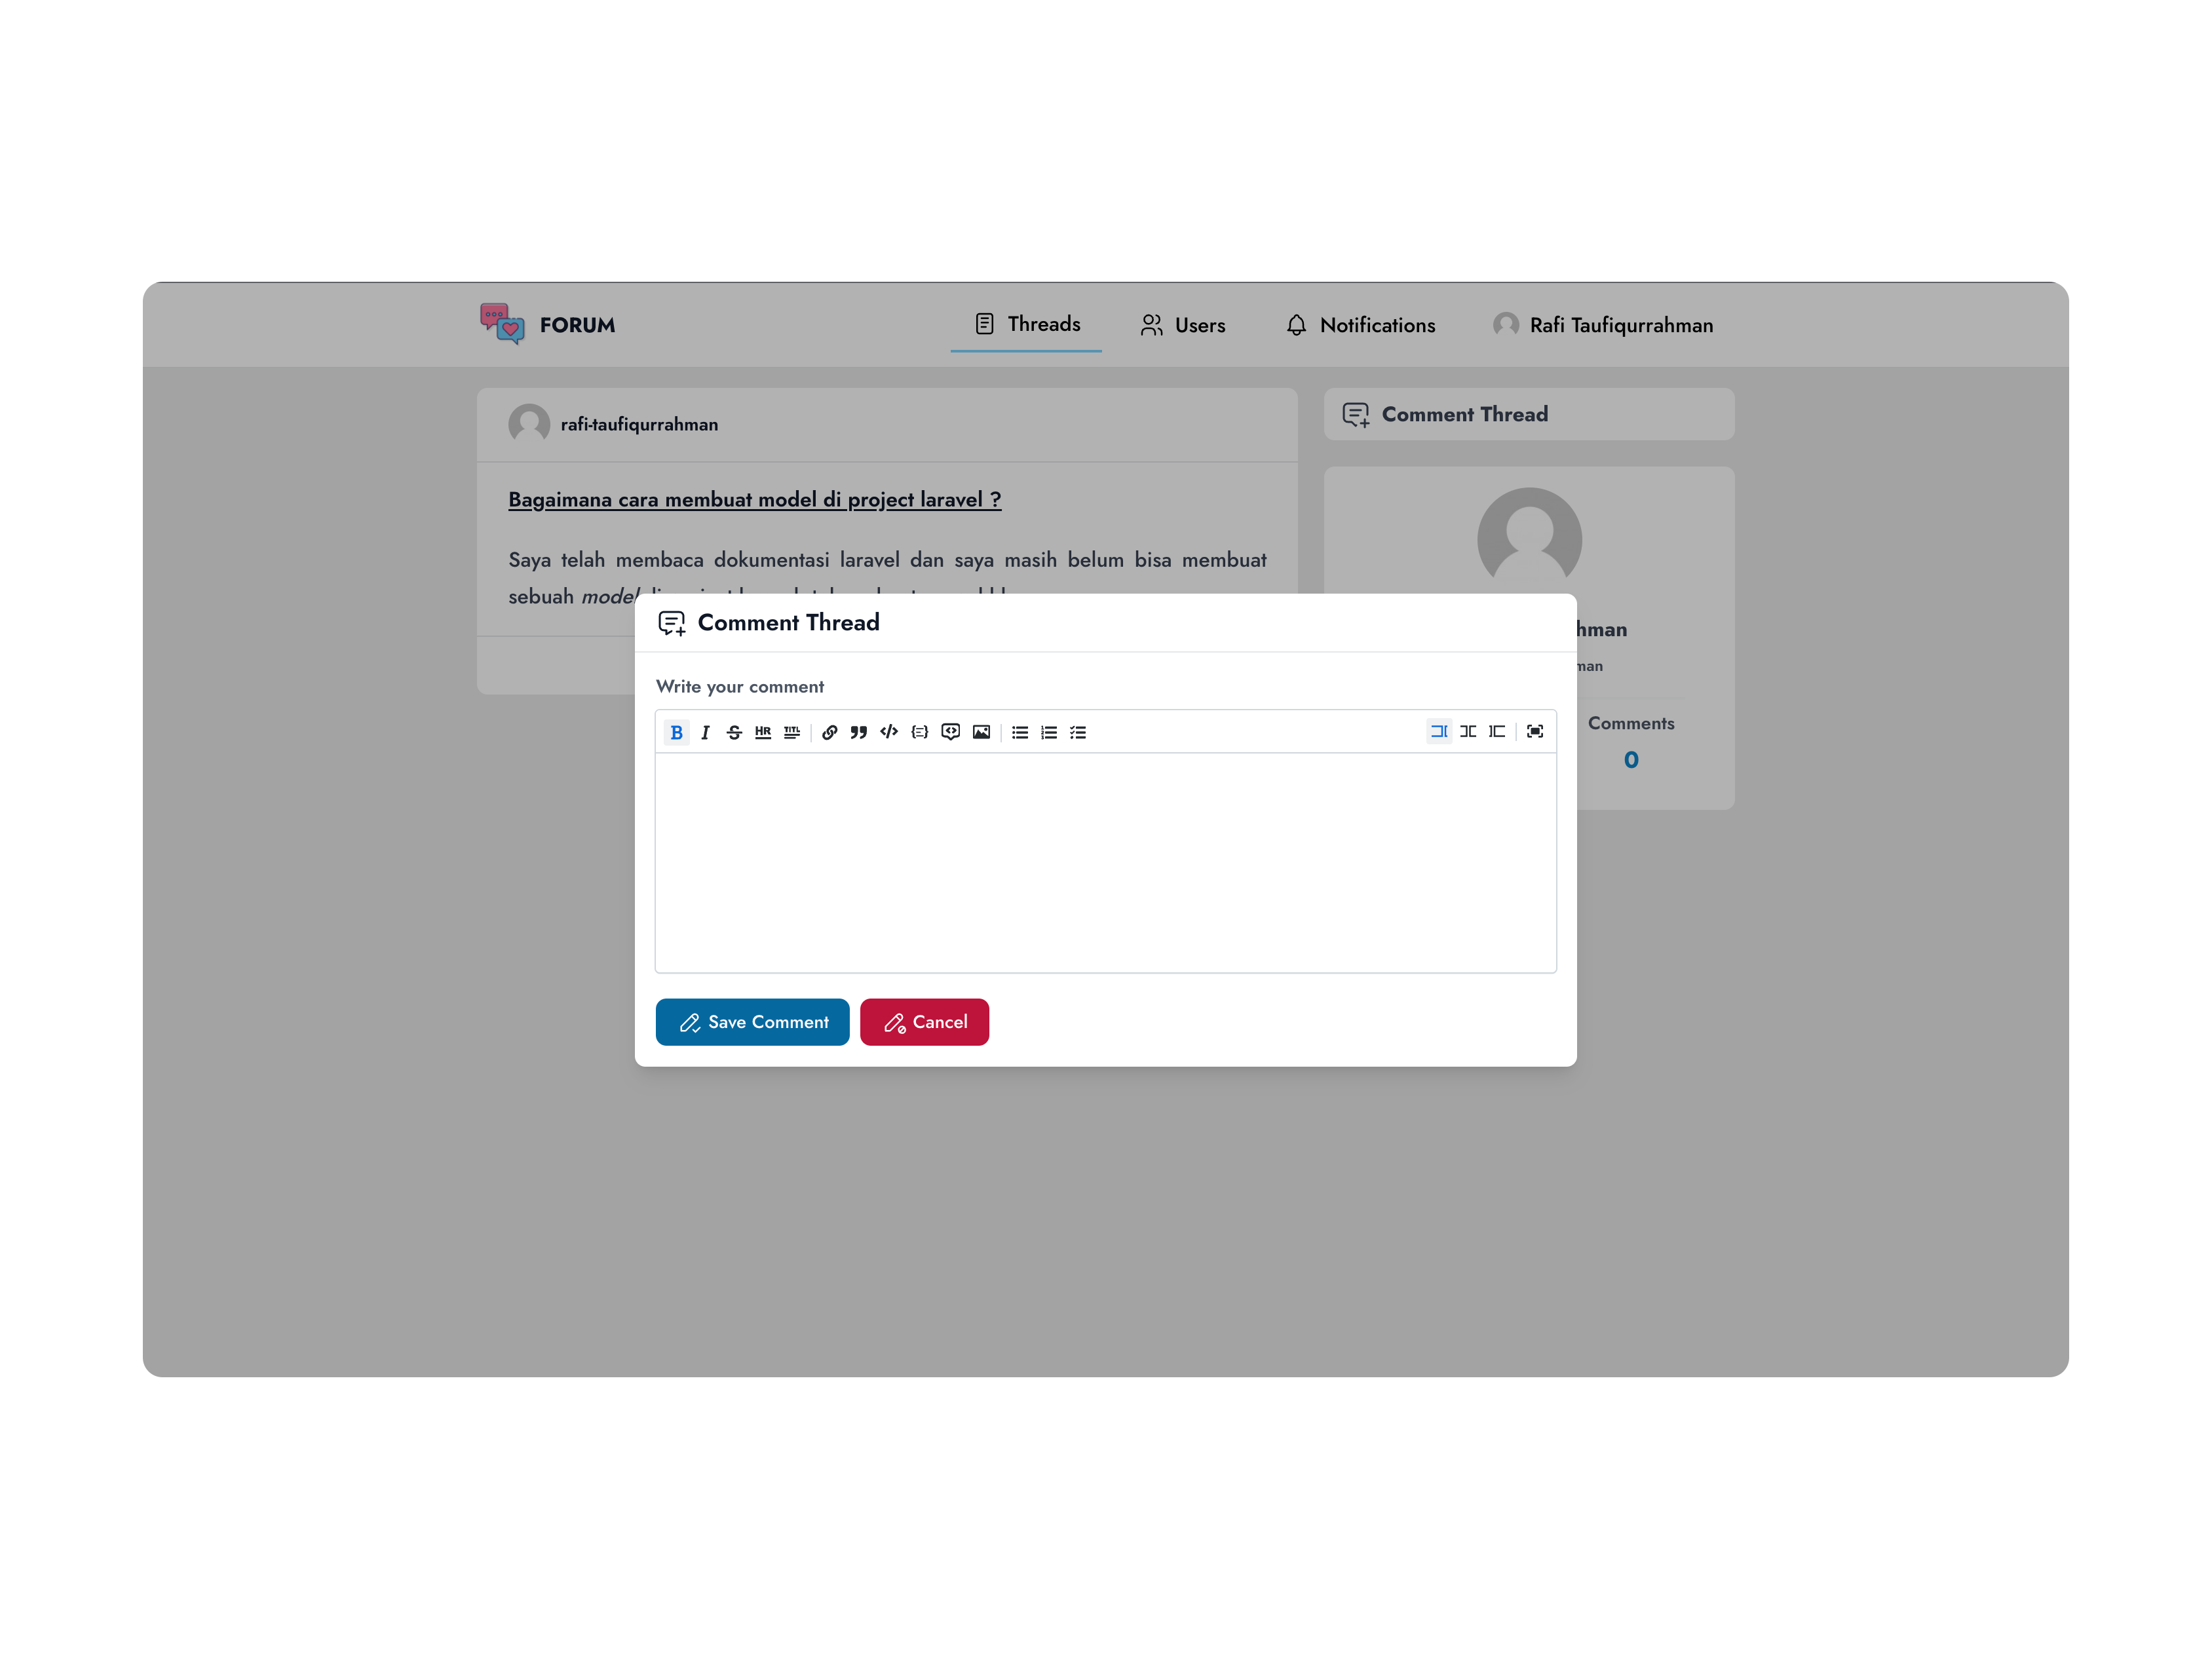 FORUM
Threads
Users
Notifications
Rafi Taufiqurrahman
rafi-taufiqurrahman
Comment Thread
Bagaimana cara membuat model di project laravel ?
Saya telah membaca dokumentasi laravel dan saya masih belum bisa membuat
sebuah model
Comment Thread
hman
man
Write your comment
B I S HR TITL
Comments
0
Save Comment
Cancel